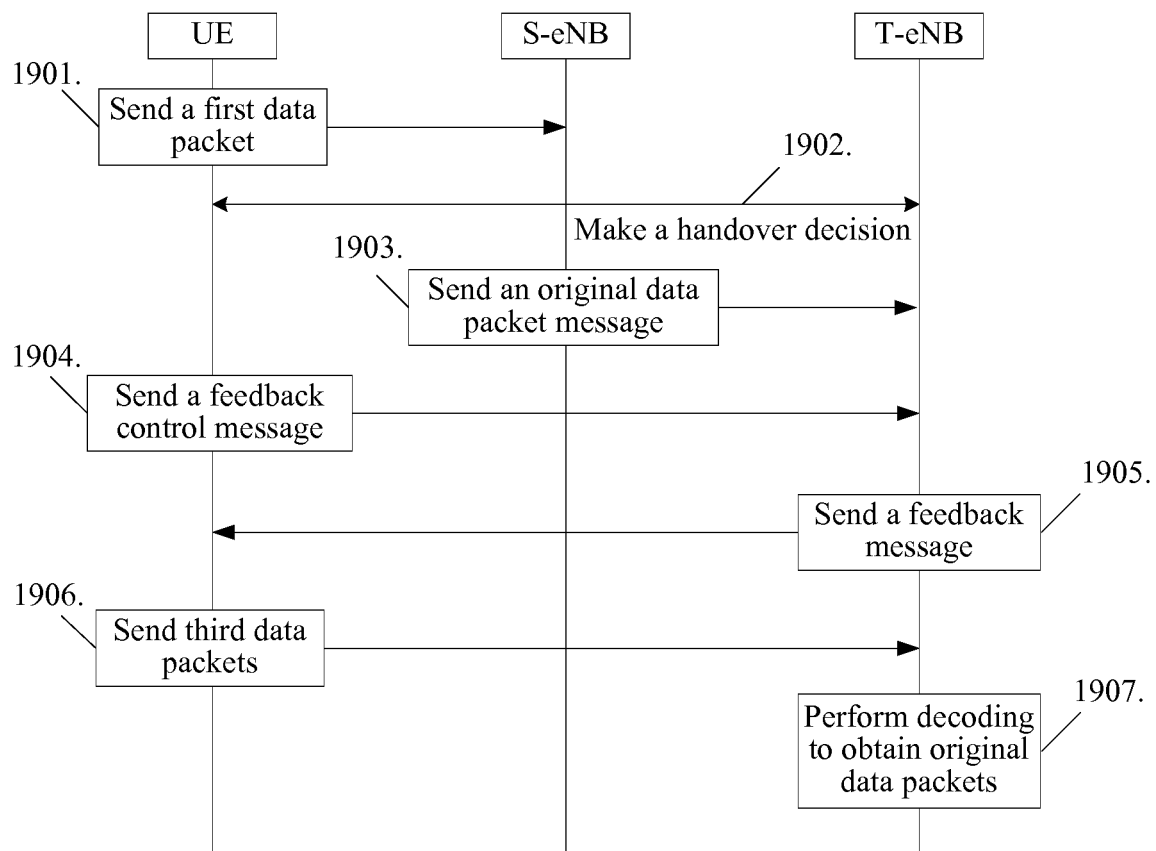 UE
S-eNB
T-eNB
1901.
Send a first data
packet
1902.
Make a handover decision
1903.
Send an original data
packet message
1904.
Send a feedback
control message
1905.
Send a feedback
message
1906.
Send third data
packets
1907.
Perform decoding
to obtain original
data packets